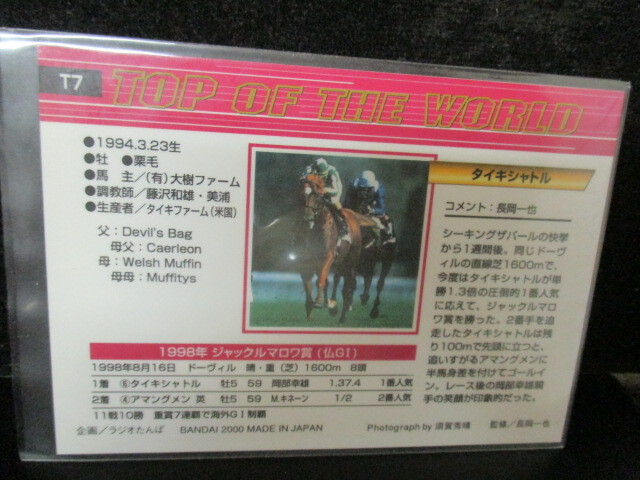 T7
TOP OF THE WORLD
●1994.3.23生
●牡 ●栗毛
●馬 主／(有)大樹ファーム
●調教師／藤沢和雄・美浦
●生産者／タイキファーム(米国)
父：Devil's Bag
母父：Caerleon
母：Welsh Muffin
母母：Muffitys
タイキシャトル
コメント：長岡一也
シーキングザパールの快挙
から1週間後。同じドーヴ
ィルの直線芝1600mで、
今度はタイキシャトルが単
勝1.3倍の圧倒的1番人気
に応えて、ジャックルマロ
ワ賞を勝った。2番手を追
走したタイキシャトルは残
り100mで先頭に立つと、
追いすがるアマングメンに
半馬身差を付けてゴールイ
ン。レース後の岡部幸雄騎
手の笑顔が印象的だった。
1998年 ジャックルマロワ賞（仏GⅠ）
1998年8月16日 ドーヴィル 晴・重（芝）1600m 8頭
1着 ⑥タイキシャトル 牡5 59 岡部幸雄 1.37.4 1番人気
2着 ④アマングメン 英 牡5 59 M.キネーン 1/2 2番人気
11戦10勝 重賞7連覇で海外GⅠ制覇
企画／ラジオたんぱ BANDAI 2000 MADE IN JAPAN Photograph by 須賀亮晴 監修／長岡一也